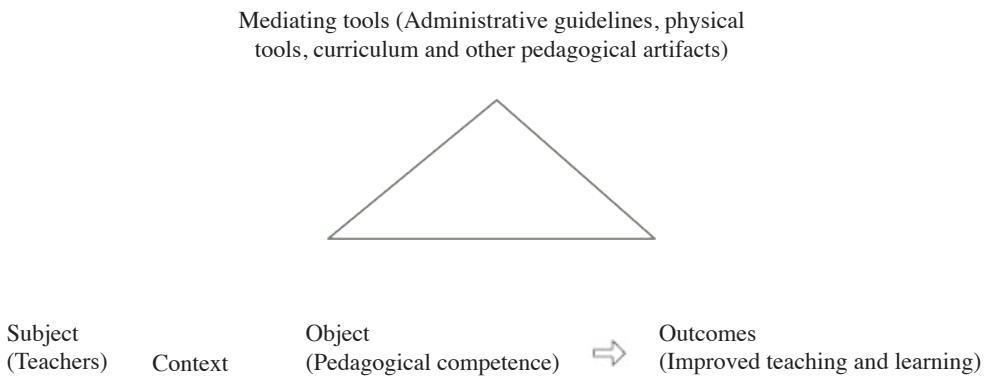 Mediating tools (Administrative guidelines, physical
tools, curriculum and other pedagogical artifacts)
Subject
(Teachers)
Context
Object
(Pedagogical competence)
Outcomes
(Improved teaching and learning)